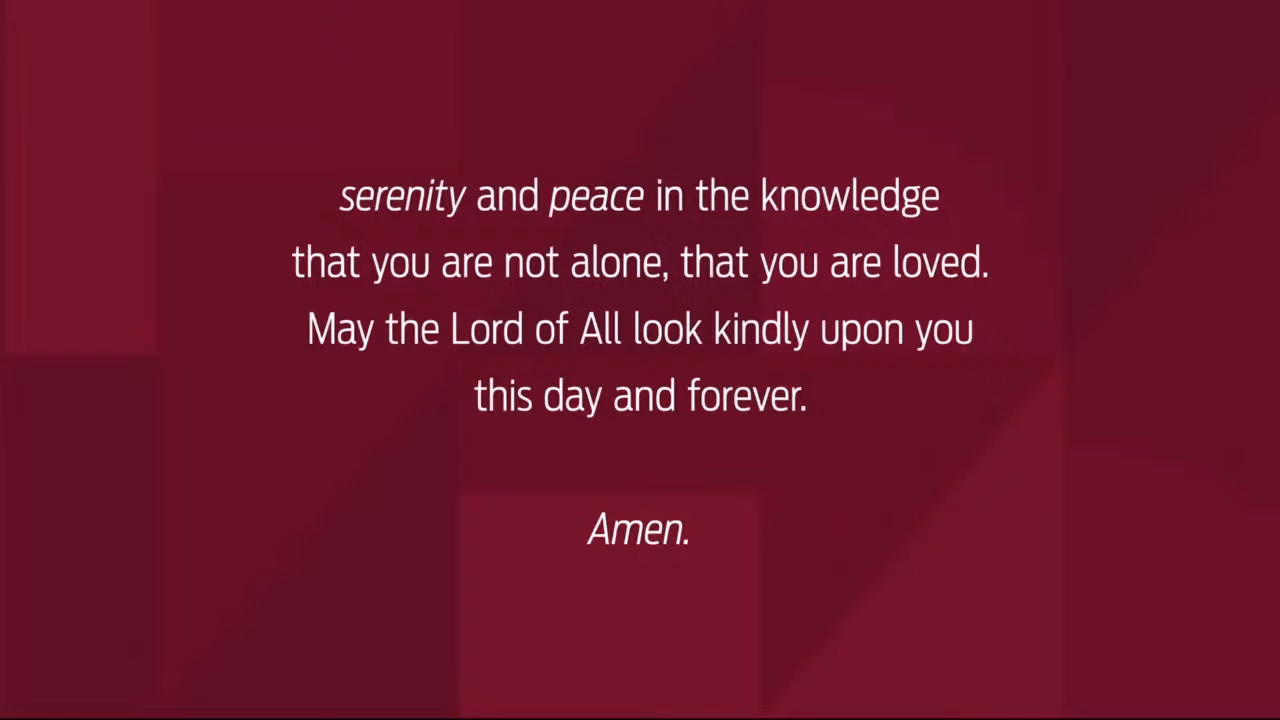 serenity and peace in the knowledge
that you are not alone, that you are loved.
May the Lord of All look kindly upon you
this day and forever.
Amen.